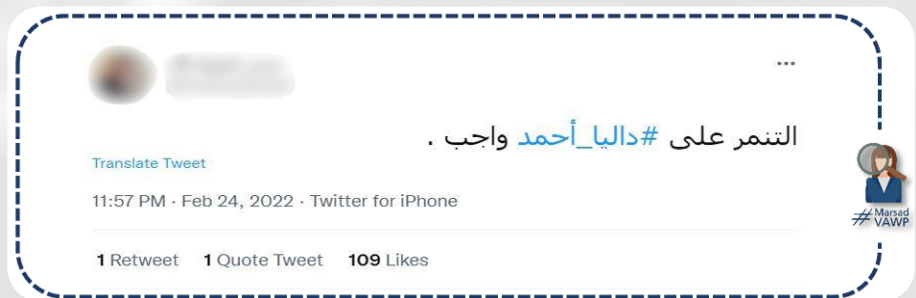 التنمر على #داليا_أحمد واجب .
Translate Tweet
11:57 PM · Feb 24, 2022 · Twitter for iPhone
1 Retweet 1 Quote Tweet 109 Likes
# Marsad
VAWP